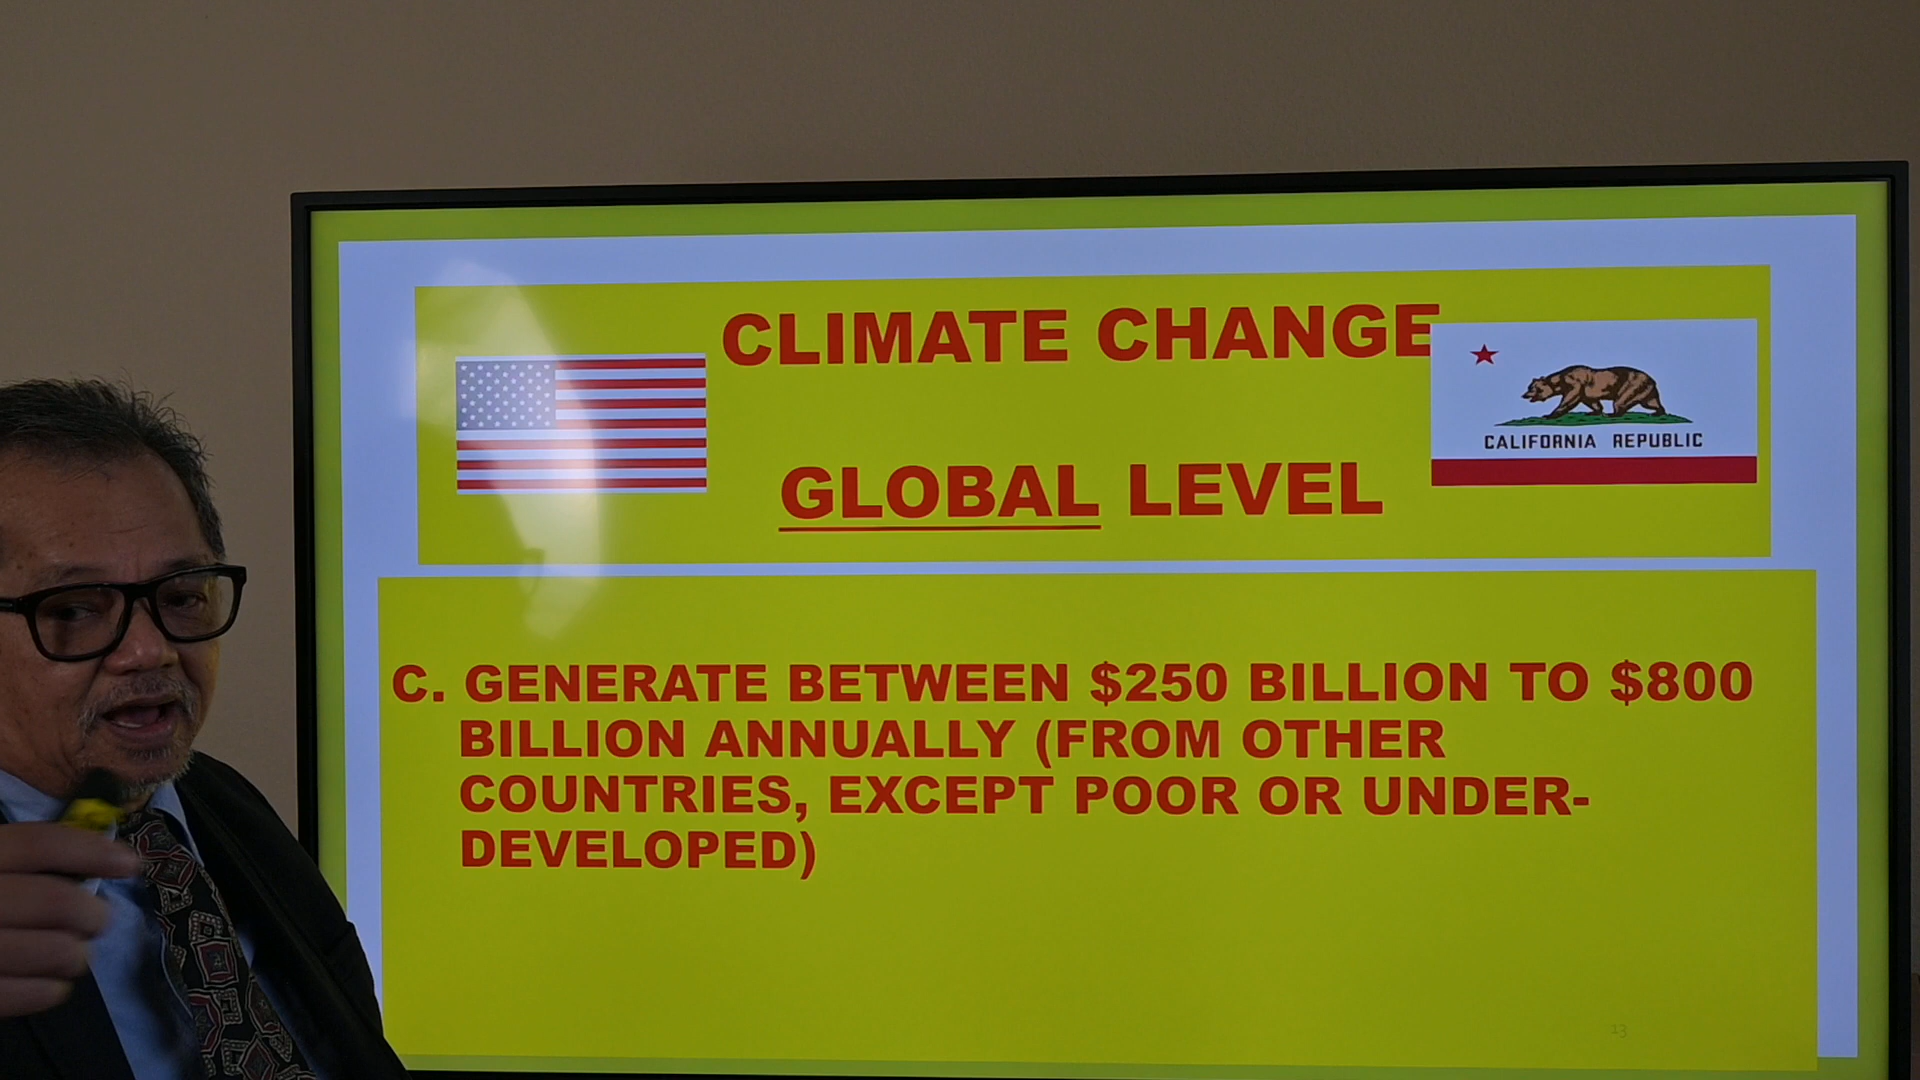 CLIMATE CHANGE
GLOBAL LEVEL
CALIFORNIA REPUBLIC
C. GENERATE BETWEEN $250 BILLION TO $800
BILLION ANNUALLY (FROM OTHER
COUNTRIES, EXCEPT POOR OR UNDER-
DEVELOPED)
13